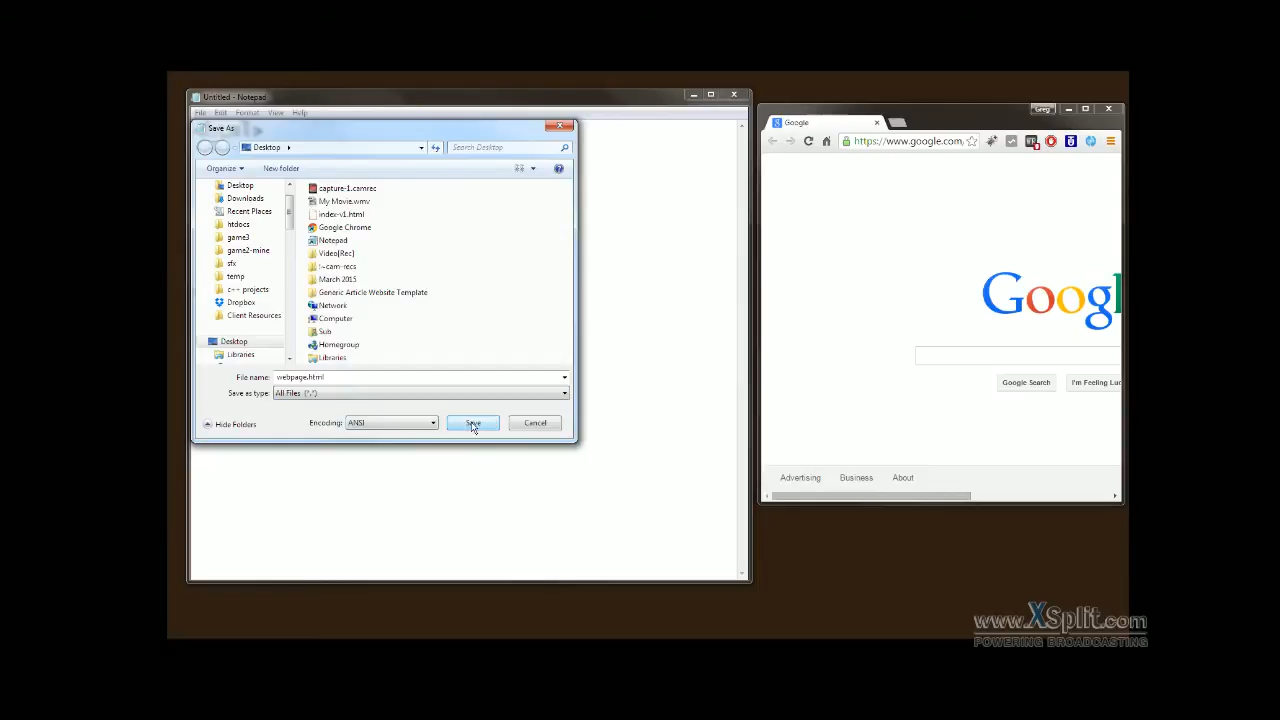 Untitled - Notepad
File Edit Format View Help
Save As
Desktop
Search Desktop
Organize
New folder
Desktop
Downloads
Recent Places
htdocs
game3
game2-mine
sfx
temp
c++ projects
Dropbox
Client Resources
Desktop
Libraries
capture-1.camrec
My Movie.wmv
index-v1.html
Google Chrome
Notepad
Video[Rec]
!~cam-recs
March 2015
Generic Article Website Template
Network
Computer
Sub
Homegroup
Libraries
File name: webpage.html
Save as type: All Files (*.*)
Hide Folders
Encoding: ANSI
Save
Cancel
Greg
Google
https://www.google.com/
Googl
Google Search
I'm Feeling Luc
Advertising Business About
www.XSplit.com
POWERING BROADCASTING